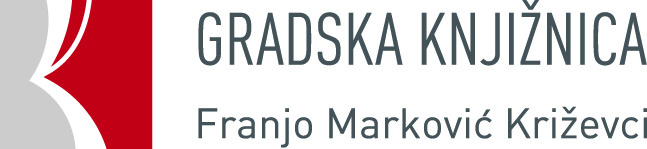 GRADSKA KNJIŽNICA
Franjo Marković Križevci